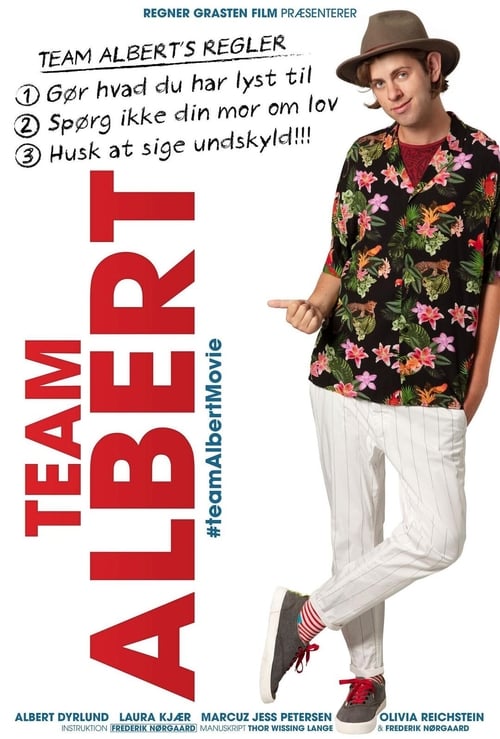 REGNER GRASTEN FILM PRÆSENTERER
TEAM ALBERT'S REGLER
1 Gør hvad du har lyst til
2 Spørg ikke din mor om lov
3 Husk at sige undskyld!!!
TEAM
ALBERT
#teamAlbertMovie
ALBERT DYRLUND LAURA KJÆR MARCUZ JESS PETERSEN OLIVIA REICHSTEIN
INSTRUKTION FREDERIK NØRGAARD MANUSKRIPT THOR WISSING LANGE & FREDERIK NØRGAARD